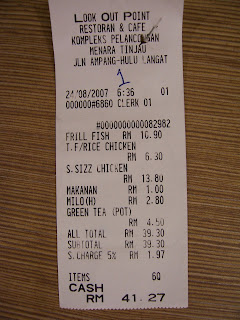 LOOK OUT POINT
RESTORAN & CAFE
KOMPLEKS PELANCONGAN
MENARA TINJAU
JLN AMPANG-HULU LANGAT
1
24/08/2007 6:36 01
000000#6860 CLERK 01
#0000000000082982
FRILL FISH RM 10.90
T.F/RICE CHICKEN
RM 6.30
S.SIZZ CHICKEN
RM 13.80
MAKANAN RM 1.00
MILO(H) RM 2.80
GREEN TEA (POT)
RM 4.50
ALL TOTAL RM 39.30
SUBTOTAL RM 39.30
S.CHARGE 5% RM 1.97
ITEMS 6Q
CASH
RM 41.27